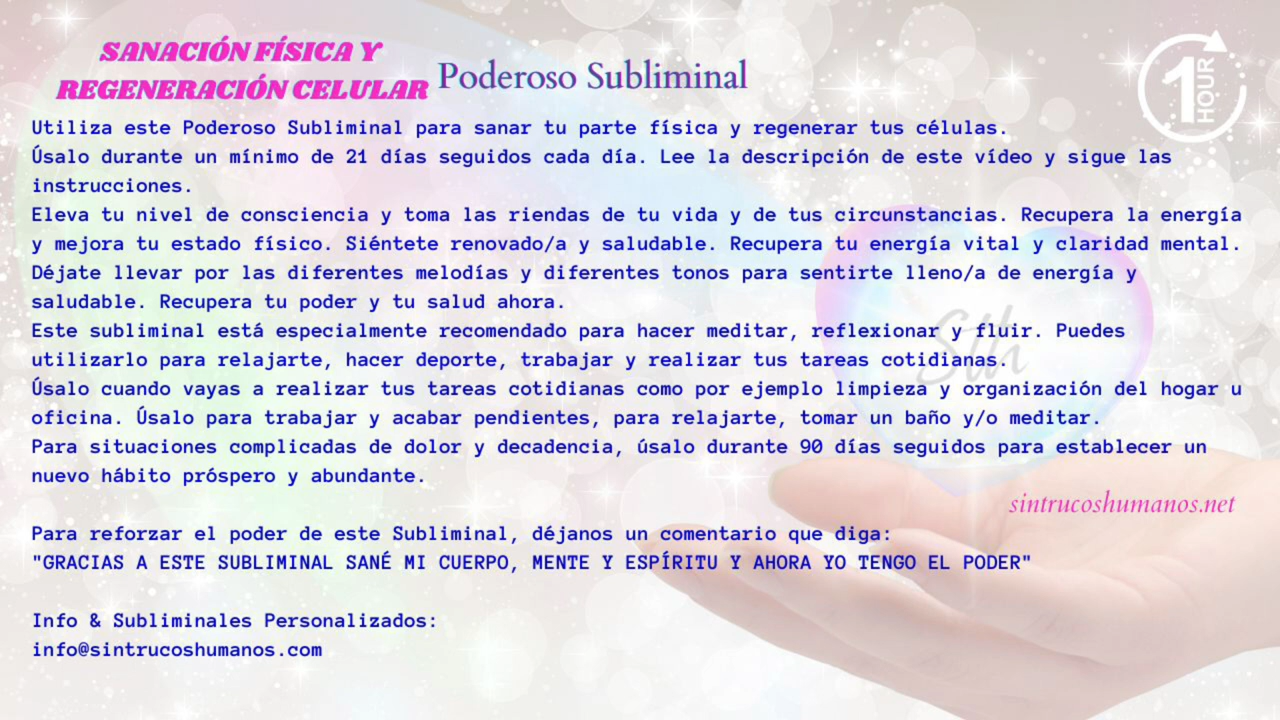 SANACIÓN FÍSICA Y
REGENERACIÓN CELULAR
Poderoso Subliminal
1 HOUR
Utiliza este Poderoso Subliminal para sanar tu parte física y regenerar tus células.
Úsalo durante un mínimo de 21 días seguidos cada día. Lee la descripción de este vídeo y sigue las
instrucciones.
Eleva tu nivel de consciencia y toma las riendas de tu vida y de tus circunstancias. Recupera la energía
y mejora tu estado físico. Siéntete renovado/a y saludable. Recupera tu energía vital y claridad mental.
Déjate llevar por las diferentes melodías y diferentes tonos para sentirte lleno/a de energía y
saludable. Recupera tu poder y tu salud ahora.
Este subliminal está especialmente recomendado para hacer meditar, reflexionar y fluir. Puedes
utilizarlo para relajarte, hacer deporte, trabajar y realizar tus tareas cotidianas.
Sth
Úsalo cuando vayas a realizar tus tareas cotidianas como por ejemplo limpieza y organización del hogar u
oficina. Úsalo para trabajar y acabar pendientes, para relajarte, tomar un baño y/o meditar.
Para situaciones complicadas de dolor y decadencia, úsalo durante 90 días seguidos para establecer un
nuevo hábito próspero y abundante.
sintrucoshumanos.net
Para reforzar el poder de este Subliminal, déjanos un comentario que diga:
"GRACIAS A ESTE SUBLIMINAL SANÉ MI CUERPO, MENTE Y ESPÍRITU Y AHORA YO TENGO EL PODER"
Info & Subliminales Personalizados:
info@sintrucoshumanos.com